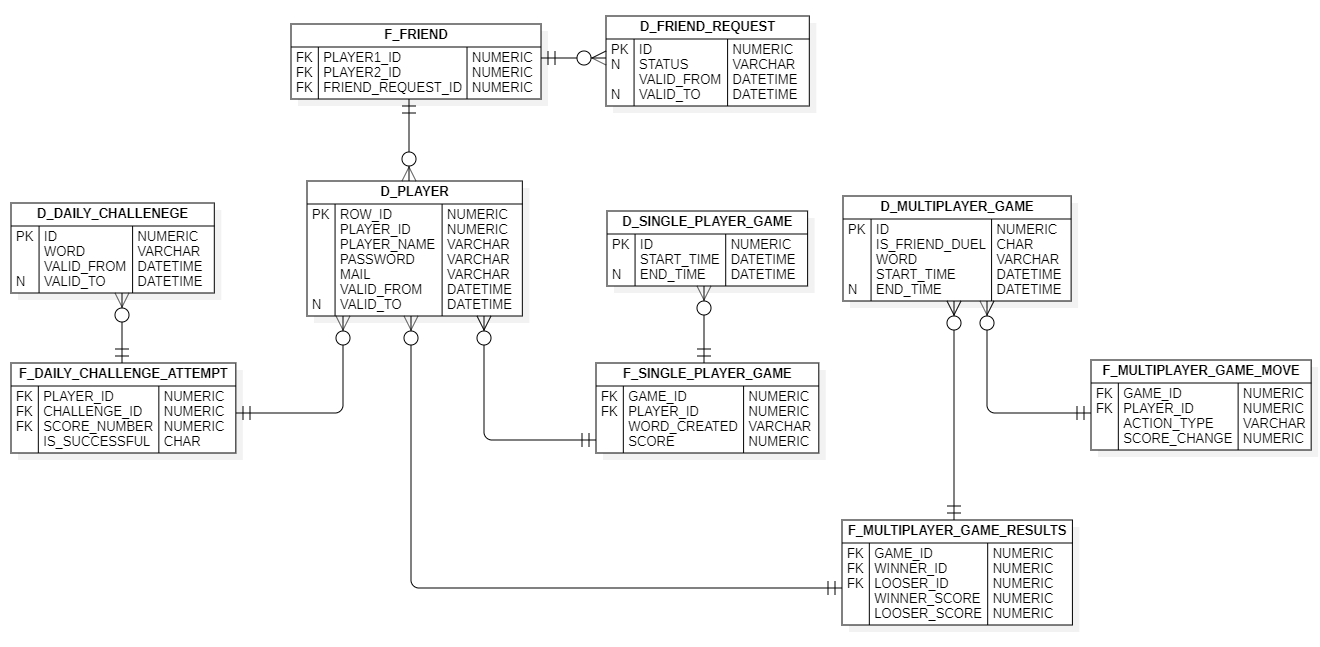 F_FRIEND
FK PLAYER1_ID NUMERIC
FK PLAYER2_ID NUMERIC
FK FRIEND_REQUEST_ID NUMERIC
D_FRIEND_REQUEST
PK ID NUMERIC
N STATUS VARCHAR
VALID_FROM DATETIME
N VALID_TO DATETIME
D_DAILY_CHALLENEGE
PK ID NUMERIC
WORD VARCHAR
VALID_FROM DATETIME
N VALID_TO DATETIME
D_PLAYER
PK ROW_ID NUMERIC
PLAYER_ID NUMERIC
PLAYER_NAME VARCHAR
PASSWORD VARCHAR
MAIL VARCHAR
VALID_FROM DATETIME
N VALID_TO DATETIME
D_SINGLE_PLAYER_GAME
PK ID NUMERIC
START_TIME DATETIME
N END_TIME DATETIME
D_MULTIPLAYER_GAME
PK ID NUMERIC
IS_FRIEND_DUEL CHAR
WORD VARCHAR
START_TIME DATETIME
N END_TIME DATETIME
F_DAILY_CHALLENGE_ATTEMPT
FK PLAYER_ID NUMERIC
FK CHALLENGE_ID NUMERIC
FK SCORE_NUMBER NUMERIC
IS_SUCCESSFUL CHAR
F_SINGLE_PLAYER_GAME
FK GAME_ID NUMERIC
FK PLAYER_ID NUMERIC
WORD_CREATED VARCHAR
SCORE NUMERIC
F_MULTIPLAYER_GAME_MOVE
FK GAME_ID NUMERIC
FK PLAYER_ID NUMERIC
ACTION_TYPE VARCHAR
SCORE_CHANGE NUMERIC
F_MULTIPLAYER_GAME_RESULTS
FK GAME_ID NUMERIC
FK WINNER_ID NUMERIC
FK LOOSER_ID NUMERIC
WINNER_SCORE NUMERIC
LOOSER_SCORE NUMERIC